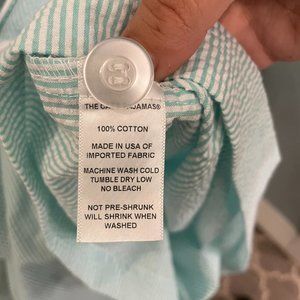 THE
100% COTTON
MADE IN USA OF
IMPORTED FABRIC
MACHINE WASH COLD
TUMBLE DRY LOW
NO BLEACH
NOT PRE-SHRUNK
WILL SHRINK WHEN
WASHED